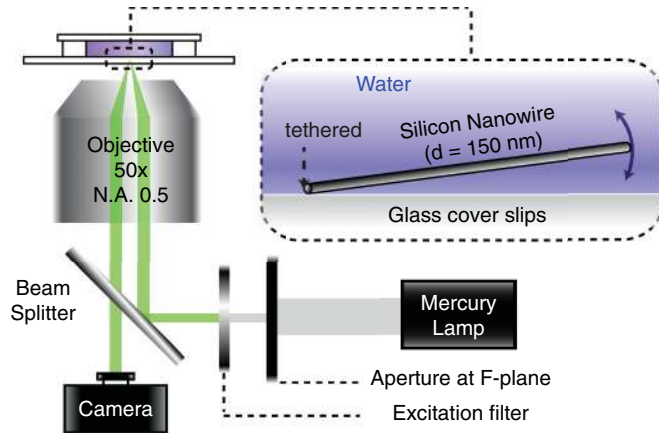 Water
tethered
Silicon Nanowire
(d = 150 nm)
Glass cover slips
Objective
50x
N.A. 0.5
Beam
Splitter
Mercury
Lamp
Aperture at F-plane
Camera
Excitation filter